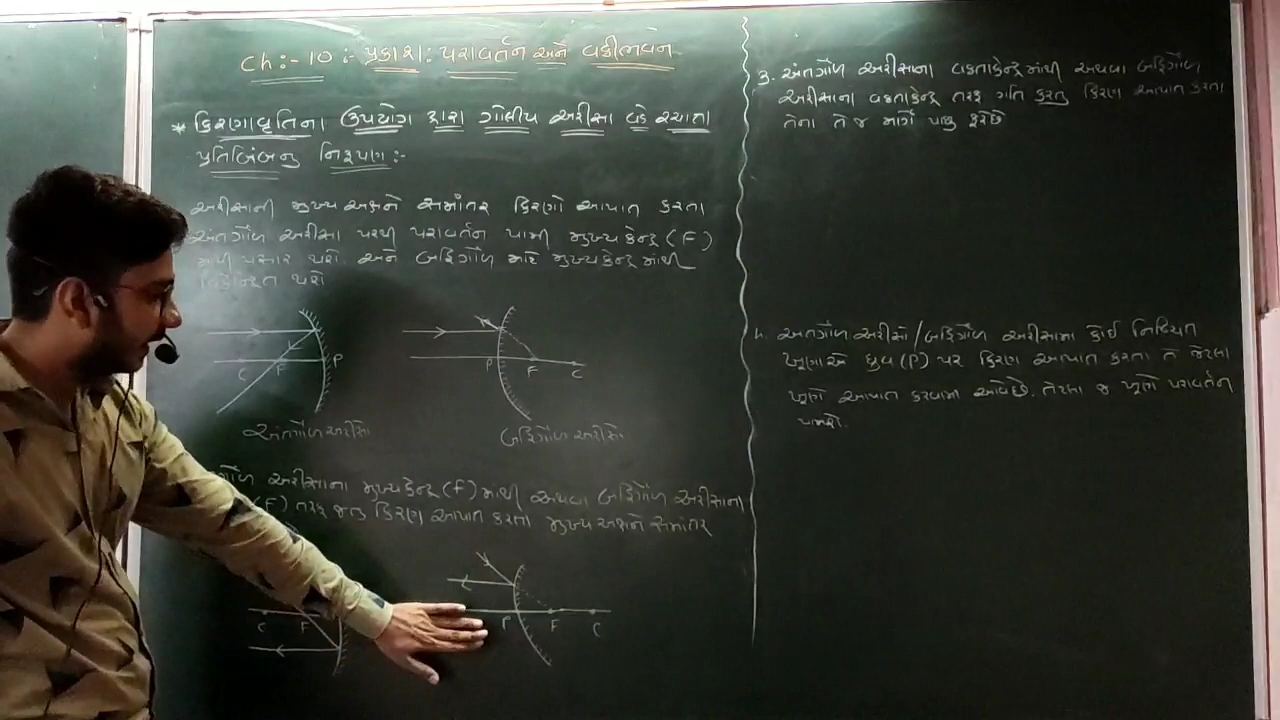 Ch:- 10 :- પ્રકાશ: પરાવર્તન અને વક્રીભવન
* કિરણાવૃતિના ઉપયોગ દ્વારા ગોલીય અરીસા વડે રચાતા
પ્રતિબિંબનુ નિરૂપણ :-
અરીસાની મુખ્ય અક્ષને સમાંતર કિરણો આપાત કરતા
અંતર્ગોળ અરીસા પરથી પરાવર્તન પામી મુખ્ય કેન્દ્ર (F)
પસાર થશે. અને બહિર્ગોળ માટે મુખ્ય કેન્દ્રમાંથી
વિકેન્દ્રિત થશે
C F P
P F C
અંતર્ગોળ અરીસો
બહિર્ગોળ અરીસો
અરીસાના મુખ્યકેન્દ્ર (F) માંથી અથવા બહિર્ગોળ અરીસાના
(F) તરફ જતુ કિરણ આપાત કરતા મુખ્ય અક્ષને સમાંતર
C F
P F C
3. અંતર્ગોળ અરીસાના વક્રતાકેન્દ્રમાંથી અથવા બહિર્ગોળ
અરીસાના વક્રતાકેન્દ્ર તરફ ગતિ કરતુ કિરણ આપાત કરતા
તેના તે જ માર્ગે પાછુ ફરેછે
અંતર્ગોળ અરીસો / બહિર્ગોળ અરીસામા કોઈ નિશ્ચિત
ખૂણાએ ધ્રુવ (P) પર કિરણ આપાત કરતા તે જેટલા
ખૂણે આપાત કરવામા આવેછે. તેટલા જ ખૂણે પરાવર્તન
પામશે.